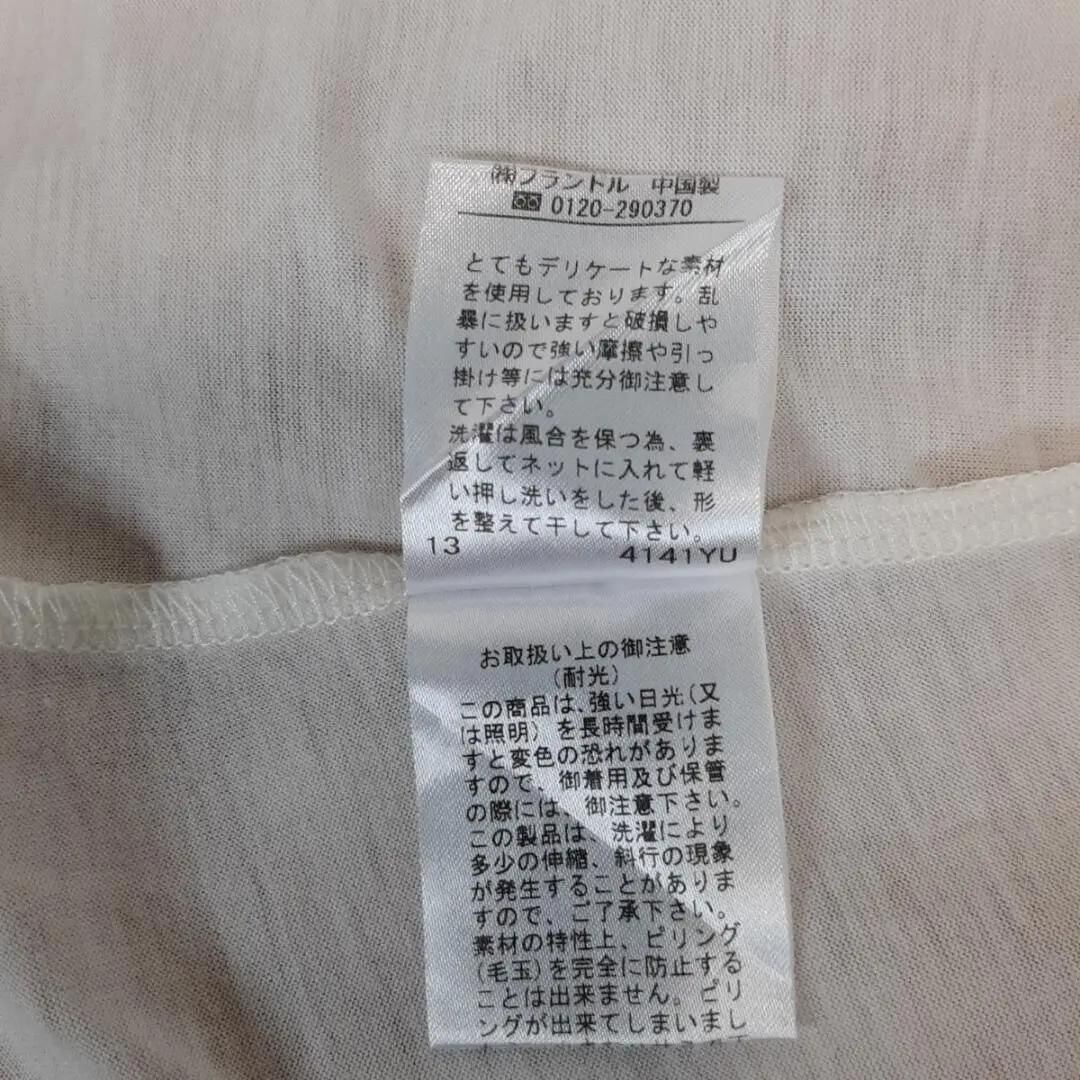 ㈱フラントル 中国製
0120-290370
とてもデリケートな素材
を使用しております。乱
暴に扱いますと破損しや
すいので強い摩擦や引っ
掛け等には充分御注意し
て下さい。
洗濯は風合を保つ為、裏
返してネットに入れて軽
い押し洗いをした後、形
を整えて干して下さい。
13 4141YU
お取扱い上の御注意
(耐光)
この商品は、強い日光(又
は照明)を長時間受けま
すと変色の恐れがありま
すので、御着用及び保管
の際には、御注意下さい。
この製品は、洗濯により
多少の伸縮、斜行の現象
が発生することがありま
すので、ご了承下さい。
素材の特性上、ピリング
(毛玉)を完全に防止する
ことは出来ません。ピリ
ングが出来てしまいまし